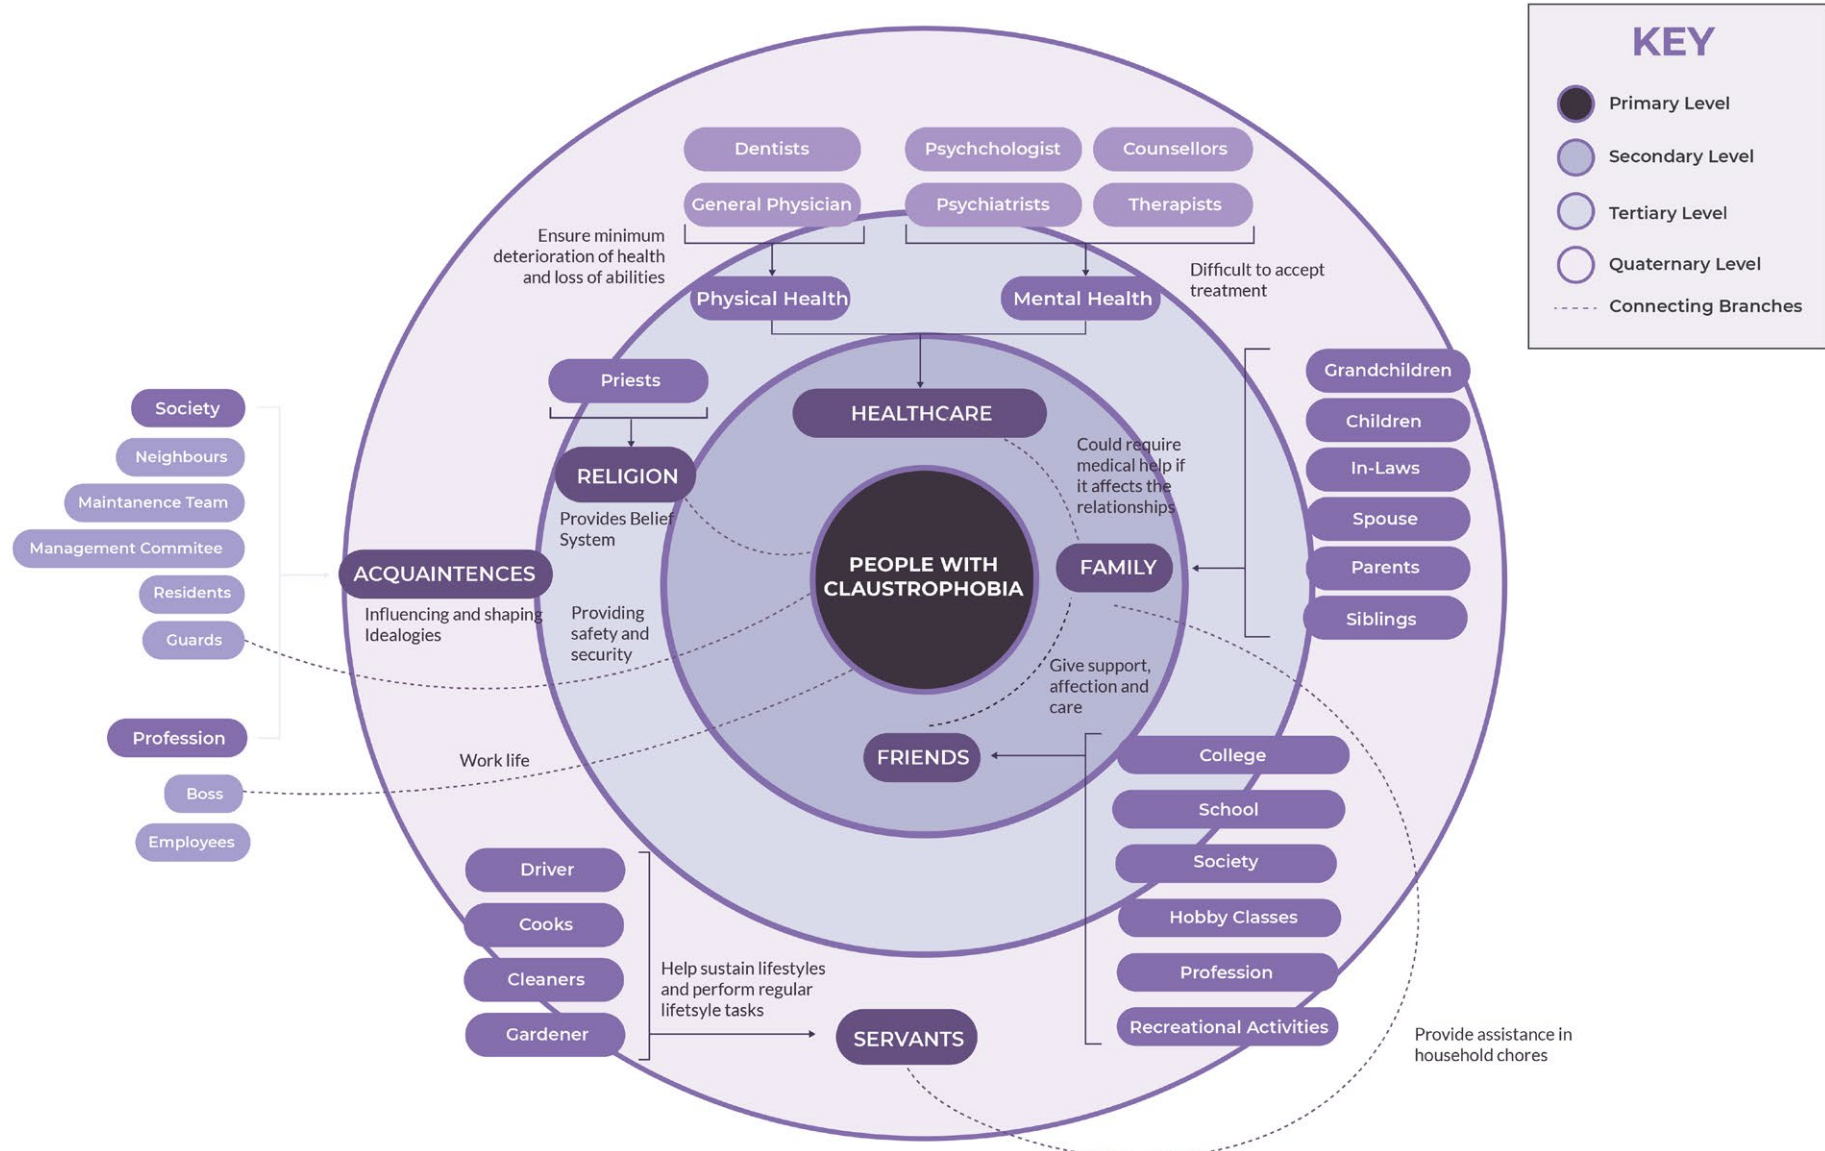 KEY
Primary Level
Secondary Level
Tertiary Level
Quaternary Level
Connecting Branches
Dentists
Psychchologist
Counsellors
General Physician
Psychiatrists
Therapists
Ensure minimum
deterioration of health
and loss of abilities
Difficult to accept
treatment
Physical Health
Mental Health
Priests
HEALTHCARE
RELIGION
Provides Belief
System
Could require
medical help if
it affects the
relationships
Grandchildren
Children
In-Laws
Spouse
Parents
Siblings
Society
Neighbours
Maintanence Team
Management Commitee
Residents
Guards
ACQUAINTENCES
Influencing and shaping
Idealogies
Providing
safety and
security
PEOPLE WITH
CLAUSTROPHOBIA
FAMILY
Give support,
affection and
care
FRIENDS
Profession
Boss
Employees
Work life
College
School
Society
Hobby Classes
Profession
Recreational Activities
Driver
Cooks
Cleaners
Gardener
Help sustain lifestyles
and perform regular
lifetsyle tasks
SERVANTS
Provide assistance in
household chores